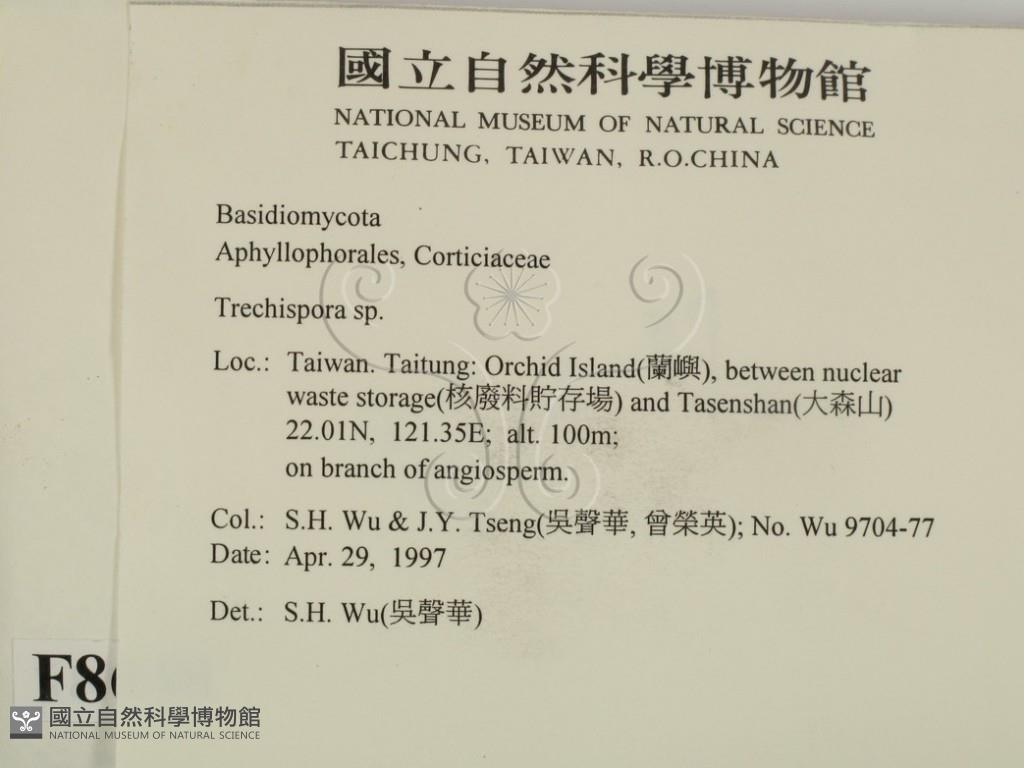 國立自然科學博物館
NATIONAL MUSEUM OF NATURAL SCIENCE
TAICHUNG, TAIWAN, R.O.CHINA
Basidiomycota
Aphyllophorales, Corticiaceae
Trechispora sp.
Loc.: Taiwan. Taitung: Orchid Island(蘭嶼), between nuclear
waste storage(核廢料貯存場) and Tasenshan(大森山)
22.01N, 121.35E; alt. 100m;
on branch of angiosperm.
Col.: S.H. Wu & J.Y. Tseng(吳聲華, 曾榮英); No. Wu 9704-77
Date: Apr. 29, 1997
Det.: S.H. Wu(吳聲華)
國立自然科學博物館
NATIONAL MUSEUM OF NATURAL SCIENCE